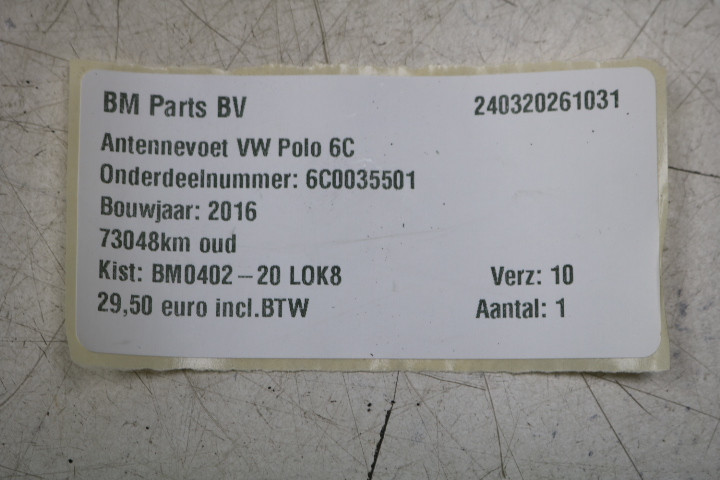 BM Parts BV 240320261031
Antennevoet VW Polo 6C
Onderdeelnummer: 6C0035501
Bouwjaar: 2016
73048km oud
Kist: BM0402-20 LOK8 Verz: 10
29,50 euro incl.BTW Aantal: 1